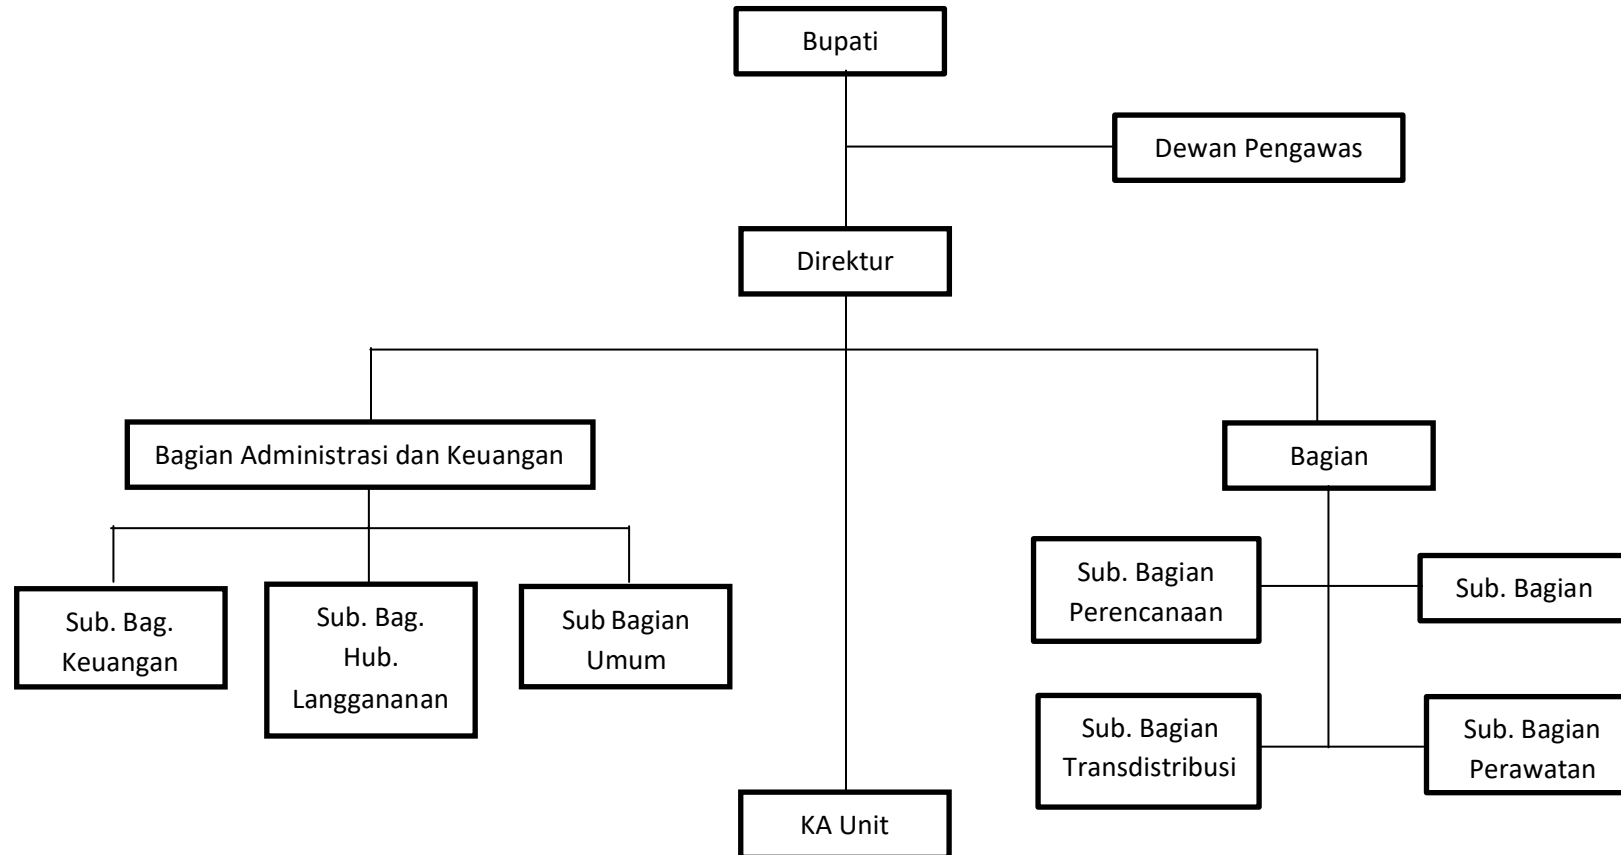 Bupati
Dewan Pengawas
Direktur
Bagian Administrasi dan Keuangan
Bagian
Sub. Bag.
Keuangan
Sub. Bag.
Hub.
Langgananan
Sub Bagian
Umum
Sub. Bagian
Perencanaan
Sub. Bagian
Sub. Bagian
Transdistribusi
Sub. Bagian
Perawatan
KA Unit